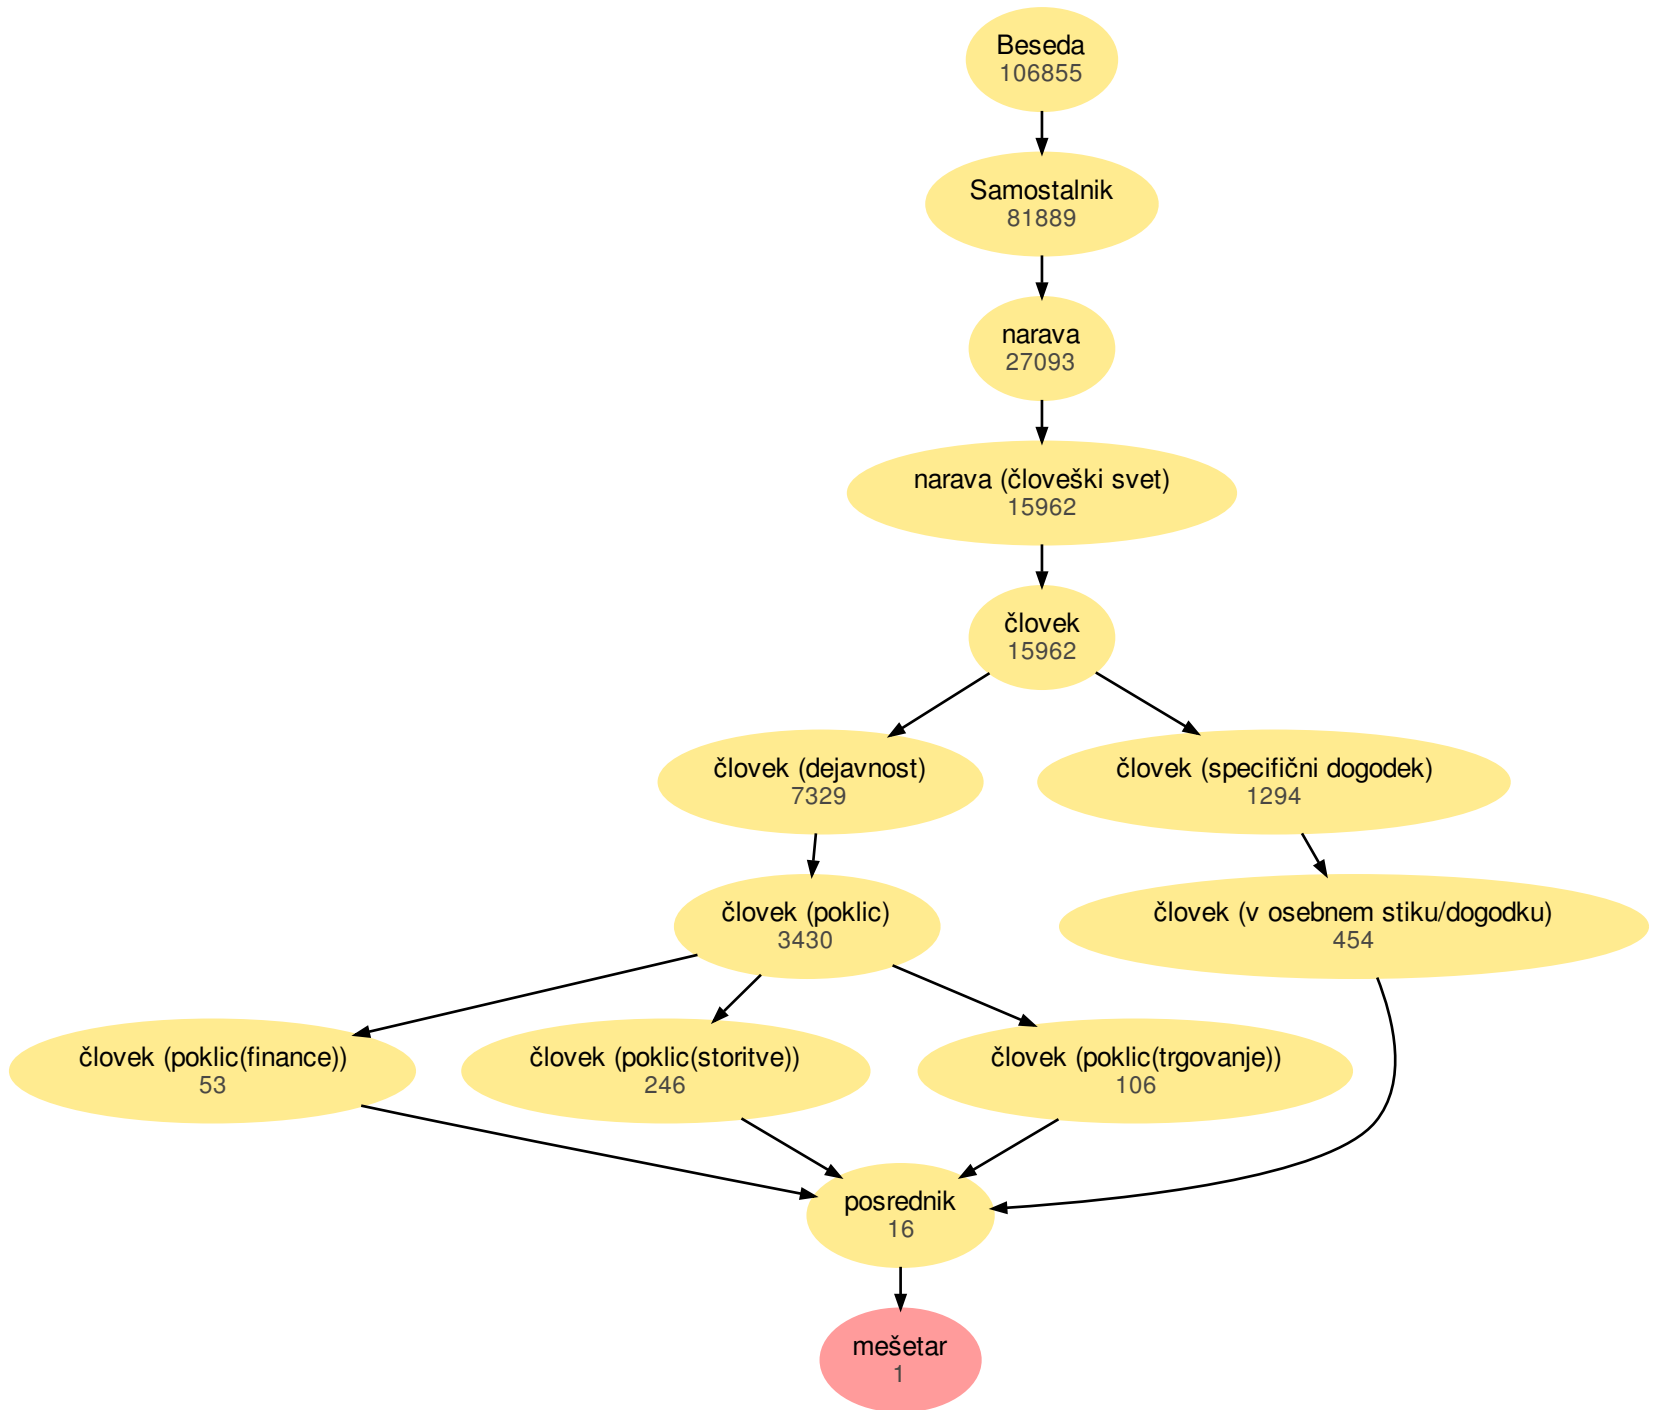 Beseda
106855
Samostalnik
81889
narava
27093
narava (človeški svet)
15962
človek
15962
človek (dejavnost)
7329
človek (specifični dogodek)
1294
človek (poklic)
3430
človek (v osebnem stiku/dogodku)
454
človek (poklic(finance))
53
človek (poklic(storitve))
246
človek (poklic(trgovanje))
106
posrednik
16
mešetar
1